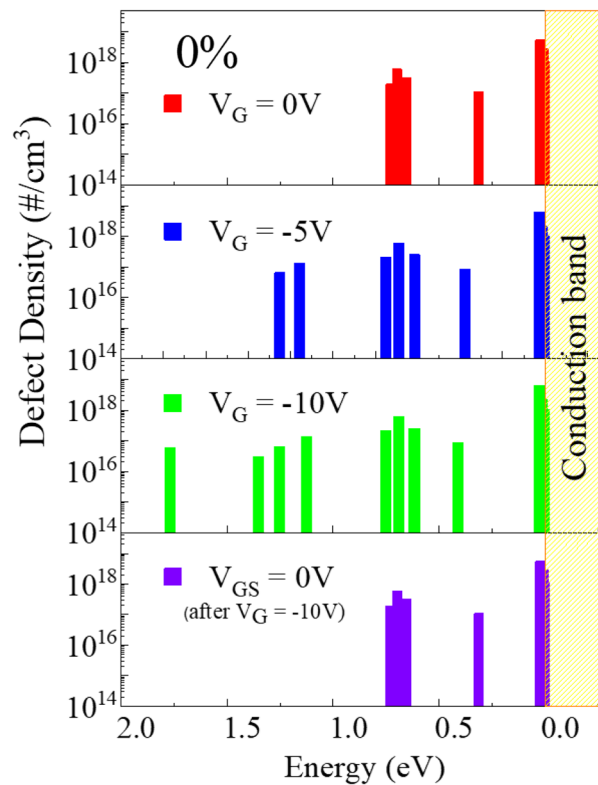 0%
10^18
V_G = 0V
10^16
10^14
10^18
V_G = -5V
10^16
10^14
10^18
V_G = -10V
10^16
10^14
10^18
V_GS = 0V
(after V_G = -10V)
10^16
10^14
2.0 1.5 1.0 0.5 0.0
Energy (eV)
Defect Density (#/cm^3)
Conduction band